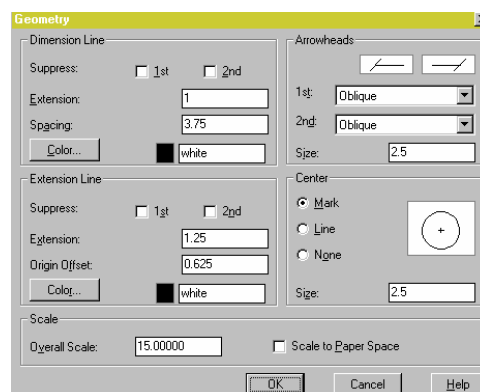 Geometry
Dimension Line
Suppress: 1st 2nd
Extension: 1
Spacing: 3.75
Color... white
Extension Line
Suppress: 1st 2nd
Extension: 1.25
Origin Offset: 0.625
Color... white
Arrowheads
1st: Oblique
2nd: Oblique
Size: 2.5
Center
Mark
Line
None
Size: 2.5
Scale
Overall Scale: 15.00000 Scale to Paper Space
OK Cancel Help